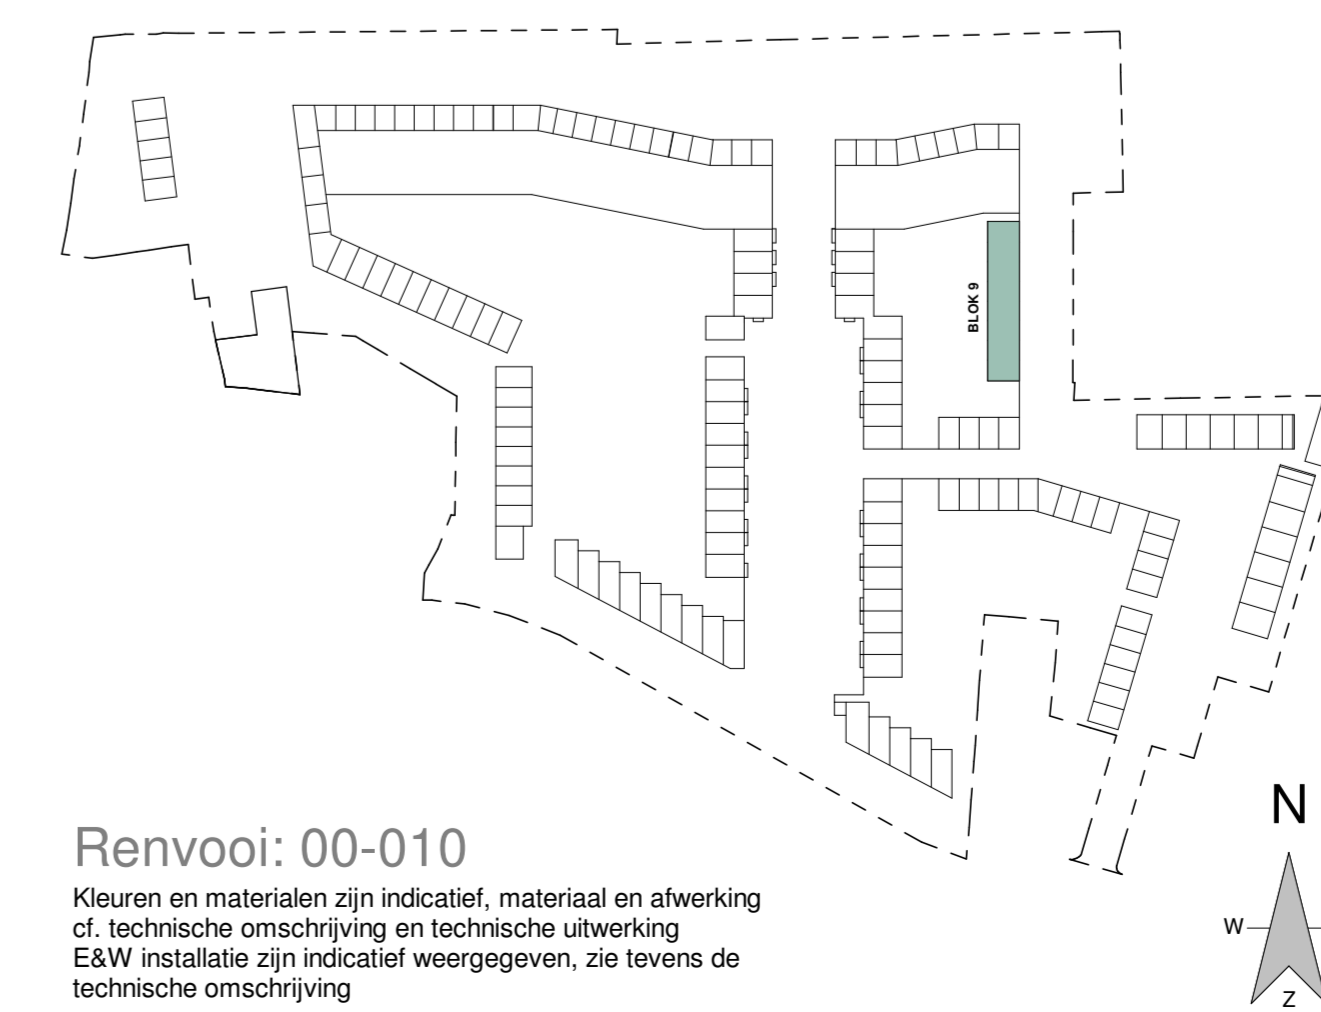 BLOK 9
Renvooi: 00-010
Kleuren en materialen zijn indicatief, materiaal en afwerking
cf. technische omschrijving en technische uitwerking
E&W installatie zijn indicatief weergegeven, zie tevens de
technische omschrijving
N
W
Z